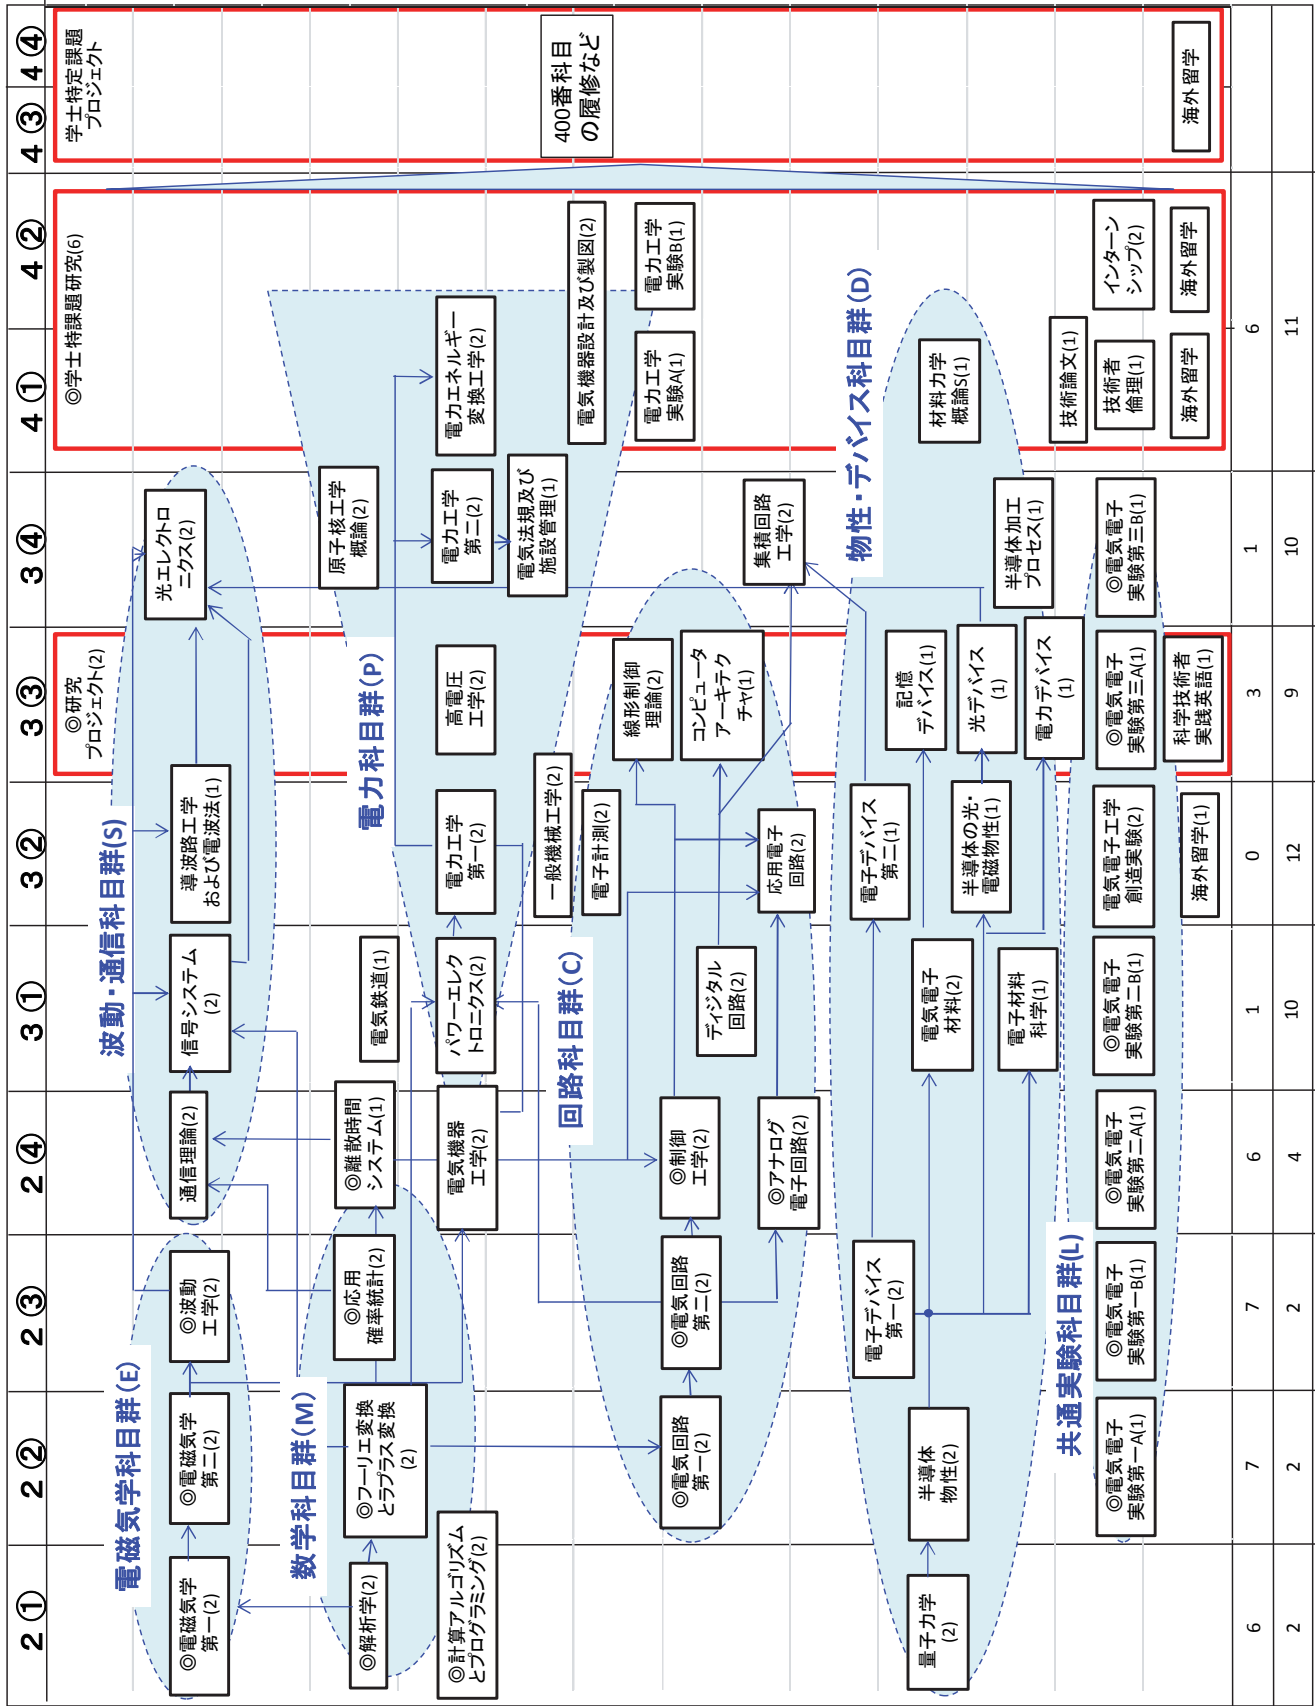 2①
2②
2③
2④
3①
3②
3③
3④
4①
4②
4③
4④
電磁気学科目群(E)
◎電磁気学
第一(2)
◎電磁気学
第二(2)
◎波動
工学(2)
波動・通信科目群(S)
通信理論(2)
信号システム
(2)
導波路工学
および電波法(1)
光エレクトロ
ニクス(2)
◎研究
プロジェクト(2)
◎学士特課題研究(6)
学士特定課題
プロジェクト
数学科目群(M)
◎解析学(2)
◎フーリエ変換
とラプラス変換
(2)
◎応用
確率統計(2)
◎離散時間
システム(1)
◎計算アルゴリズム
とプログラミング(2)
電力科目群(P)
電気鉄道(1)
原子核工学
概論(2)
電気機器
工学(2)
パワーエレク
トロニクス(2)
電力工学
第一(2)
高電圧
工学(2)
電力工学
第二(2)
電力エネルギー
変換工学(2)
電気法規及び
施設管理(1)
一般機械工学(2)
電気機器設計及び製図(2)
電力工学
実験A(1)
電力工学
実験B(1)
400番科目
の履修など
回路科目群(C)
電子計測(2)
◎電気回路
第一(2)
◎電気回路
第二(2)
◎制御
工学(2)
線形制御
理論(2)
ディジタル
回路(2)
コンピュータ
アーキテク
チャ(1)
◎アナログ
電子回路(2)
応用電子
回路(2)
集積回路
工学(2)
物性・デバイス科目群(D)
電子デバイス
第一(2)
電子デバイス
第二(1)
量子力学
(2)
半導体
物性(2)
電気電子
材料(2)
記憶
デバイス(1)
材料力学
概論S(1)
半導体の光・
電磁物性(1)
光デバイス
(1)
電子材料
科学(1)
電力デバイス
(1)
半導体加工
プロセス(1)
共通実験科目群(L)
◎電気電子
実験第一A(1)
◎電気電子
実験第一B(1)
◎電気電子
実験第二A(1)
◎電気電子
実験第二B(1)
電気電子工学
創造実験(2)
◎電気電子
実験第三A(1)
◎電気電子
実験第三B(1)
技術論文(1)
技術者
倫理(1)
インターン
シップ(2)
海外留学(1)
科学技術者
実践英語(1)
海外留学
海外留学
海外留学
6
7
7
6
1
0
3
1
6
2
2
2
4
10
12
9
10
11